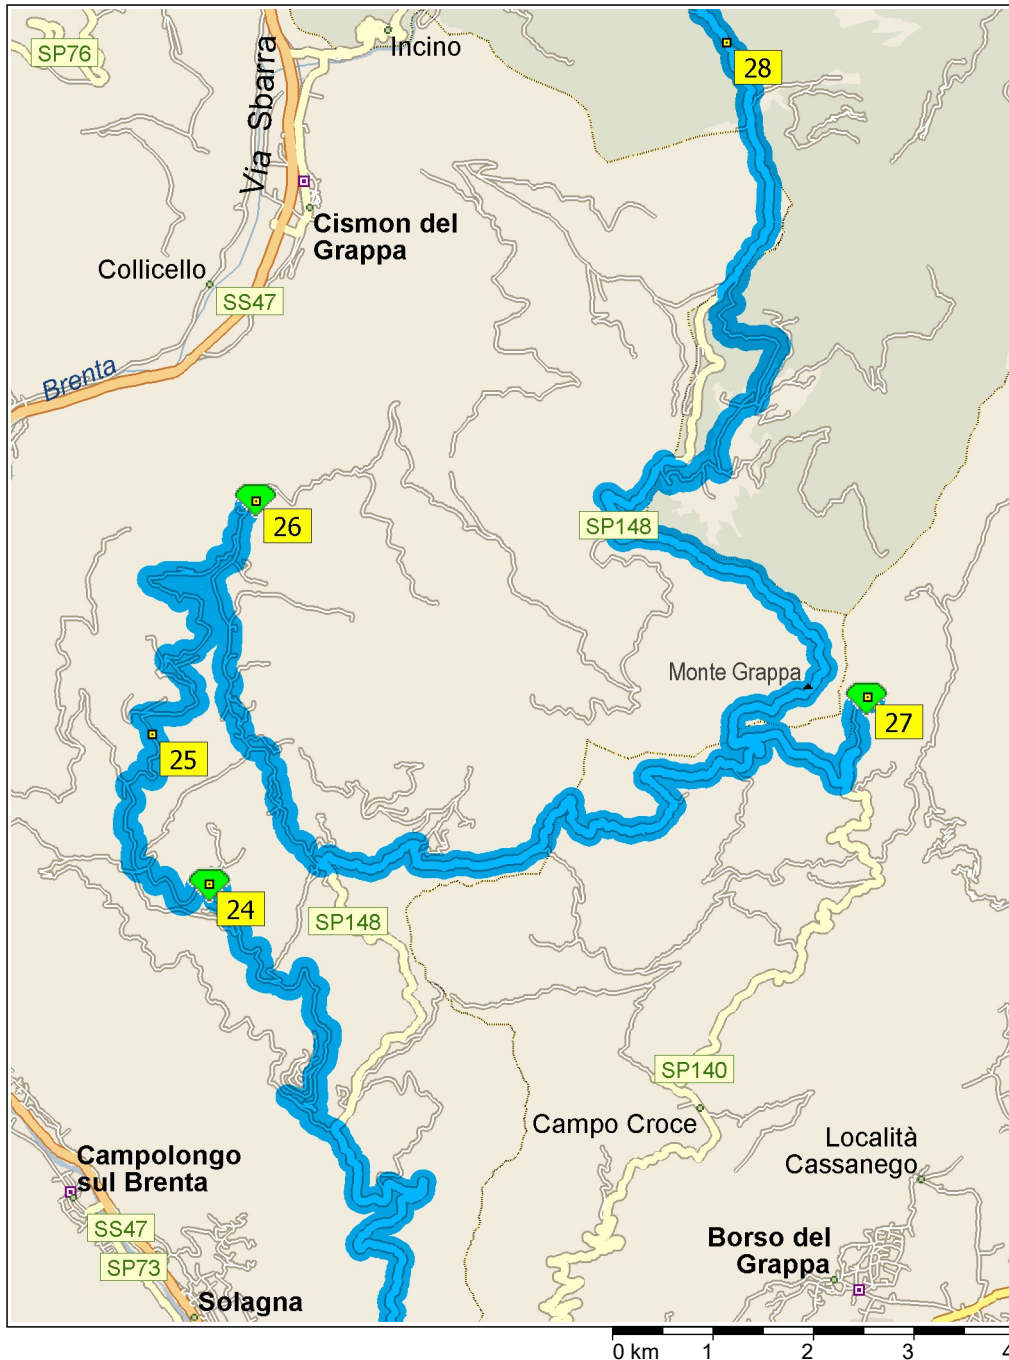 SP76
Via Sbarra
Incino
28
Cismon del
Grappa
Collicello
SS47
Brenta
26
SP148
Monte Grappa
27
25
24
SP148
SP140
Campo Croce
Località
Cassanego
Campolongo
sul Brenta
SS47
SP73
Borso del
Grappa
Solagna
0 km 1 2 3 4